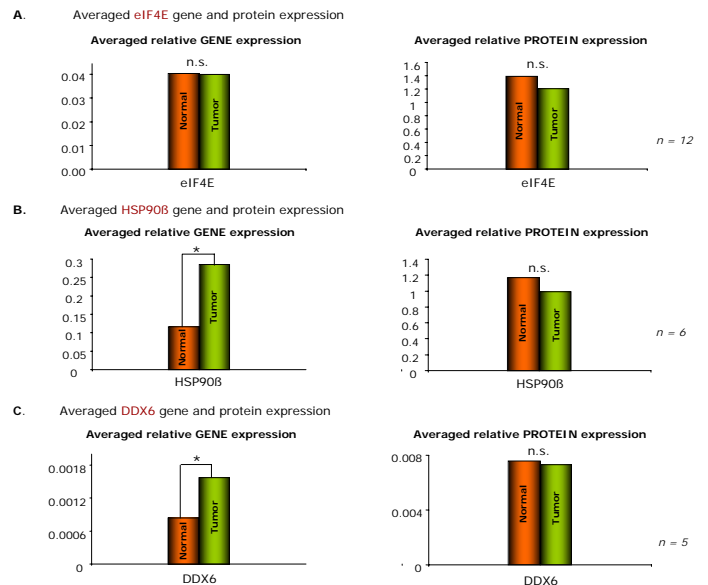 A. Averaged eIF4E gene and protein expression
Averaged relative GENE expression
n.s.
0.04
0.03
0.02
0.01
0.00
Normal
Tumor
eIF4E
Averaged relative PROTEIN expression
n.s.
1.6
1.4
1.2
1
0.8
0.6
0.4
0.2
0
Normal
Tumor
eIF4E
n = 12
B. Averaged HSP90ß gene and protein expression
Averaged relative GENE expression
*
0.3
0.25
0.2
0.15
0.1
0.05
0
Normal
Tumor
HSP90ß
Averaged relative PROTEIN expression
n.s.
1.4
1.2
1
0.8
0.6
0.4
0.2
0
Normal
Tumor
HSP90ß
n = 6
C. Averaged DDX6 gene and protein expression
Averaged relative GENE expression
*
0.0018
0.0012
0.0006
0
Normal
Tumor
DDX6
Averaged relative PROTEIN expression
n.s.
0.008
0.004
0
Normal
Tumor
DDX6
n = 5